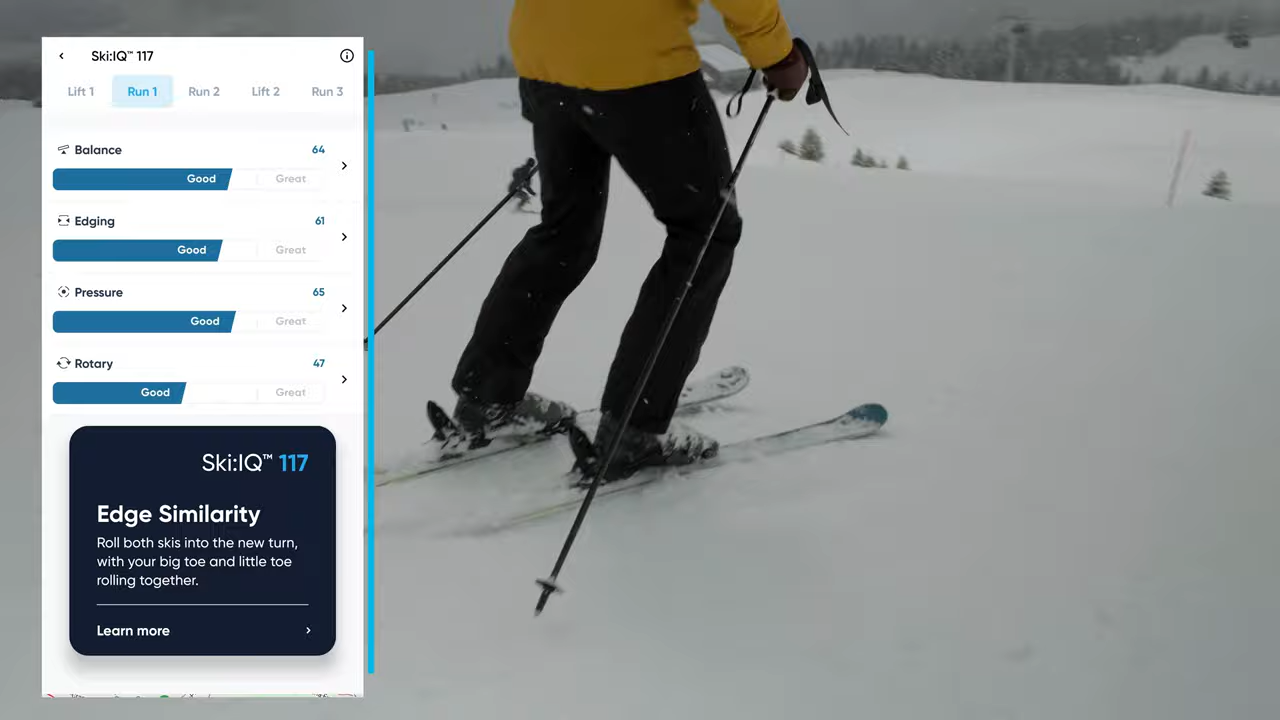 Ski:IQ™ 117
Lift 1 Run 1 Run 2 Lift 2 Run 3
Balance 64
Good Great
Edging 61
Good Great
Pressure 65
Good Great
Rotary 47
Good Great
Ski:IQ™ 117
Edge Similarity
Roll both skis into the new turn,
with your big toe and little toe
rolling together.
Learn more